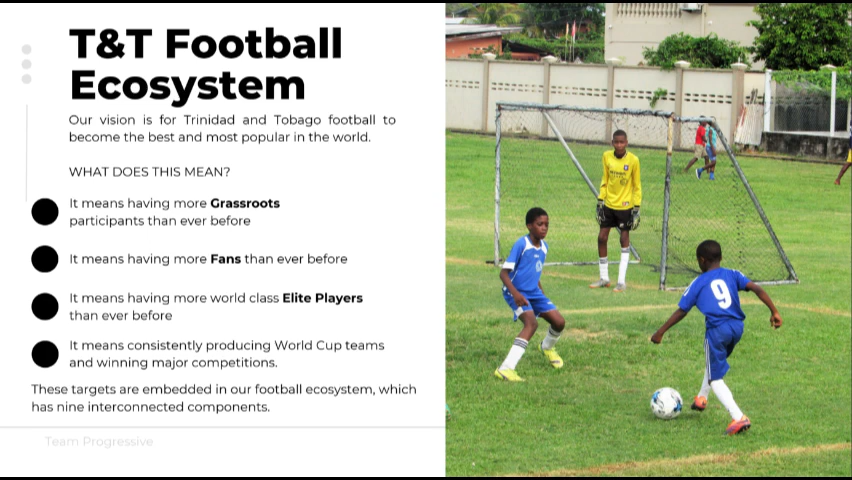 T&T Football
Ecosystem
Our vision is for Trinidad and Tobago football to
become the best and most popular in the world.
WHAT DOES THIS MEAN?
It means having more Grassroots
participants than ever before
It means having more Fans than ever before
It means having more world class Elite Players
than ever before
It means consistently producing World Cup teams
and winning major competitions.
These targets are embedded in our football ecosystem, which
has nine interconnected components.
Team Progressive
9